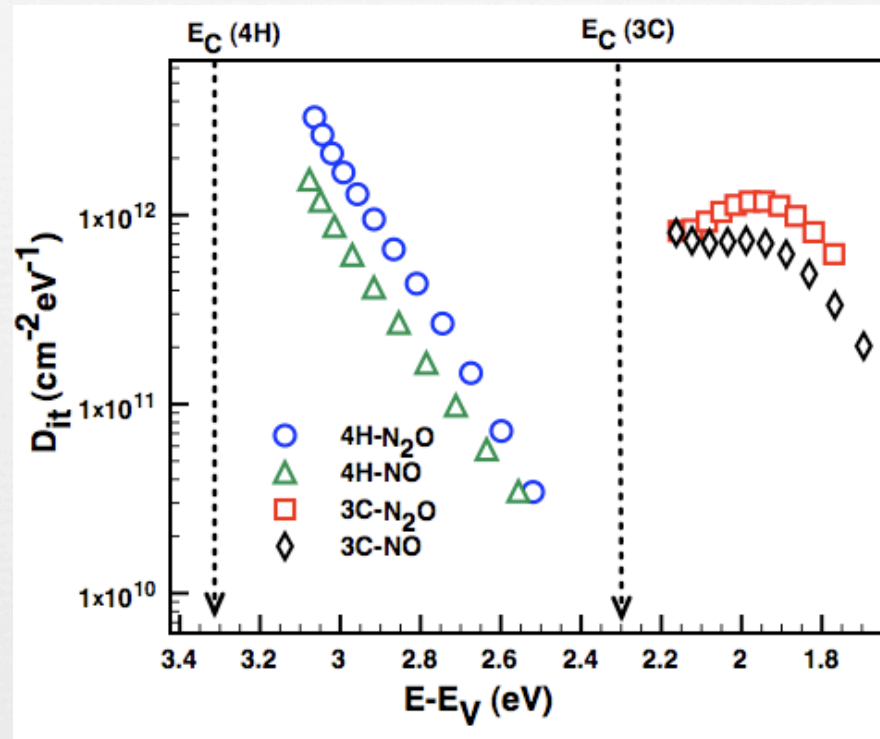 E_C (4H)
E_C (3C)
D_it (cm^-2 eV^-1)
1x10^12
1x10^11
1x10^10
4H-N_2O
4H-NO
3C-N_2O
3C-NO
3.4 3.2 3 2.8 2.6 2.4 2.2 2 1.8
E-E_V (eV)